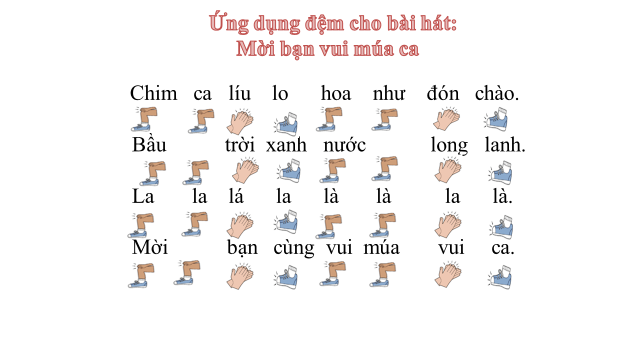 Ứng dụng đệm cho bài hát:
Mời bạn vui múa ca
Chim ca líu lo hoa như đón chào.
Bầu trời xanh nước long lanh.
La la lá la là là la là.
Mời bạn cùng vui múa vui ca.